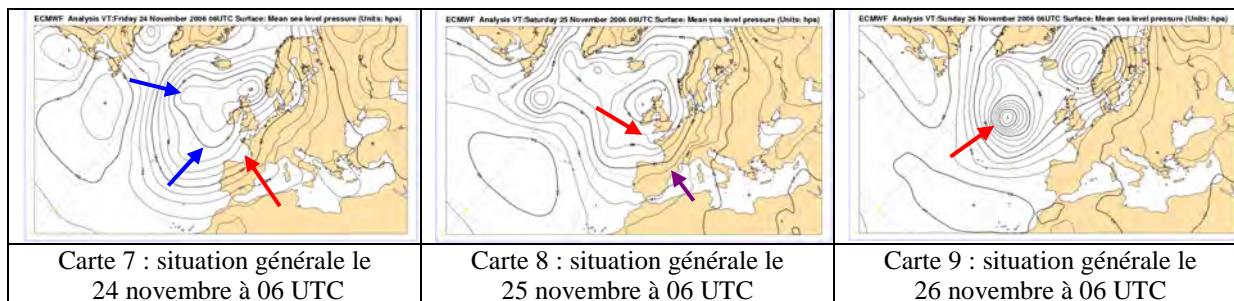 ECMWF Analysis VT:Friday 24 November 2006 06UTC Surface: Mean sea level pressure (Units: hpa)
ECMWF Analysis VT:Saturday 25 November 2006 06UTC Surface: Mean sea level pressure (Units: hpa)
ECMWF Analysis VT:Sunday 26 November 2006 06UTC Surface: Mean sea level pressure (Units: hpa)
Carte 7 : situation générale le
24 novembre à 06 UTC
Carte 8 : situation générale le
25 novembre à 06 UTC
Carte 9 : situation générale le
26 novembre à 06 UTC